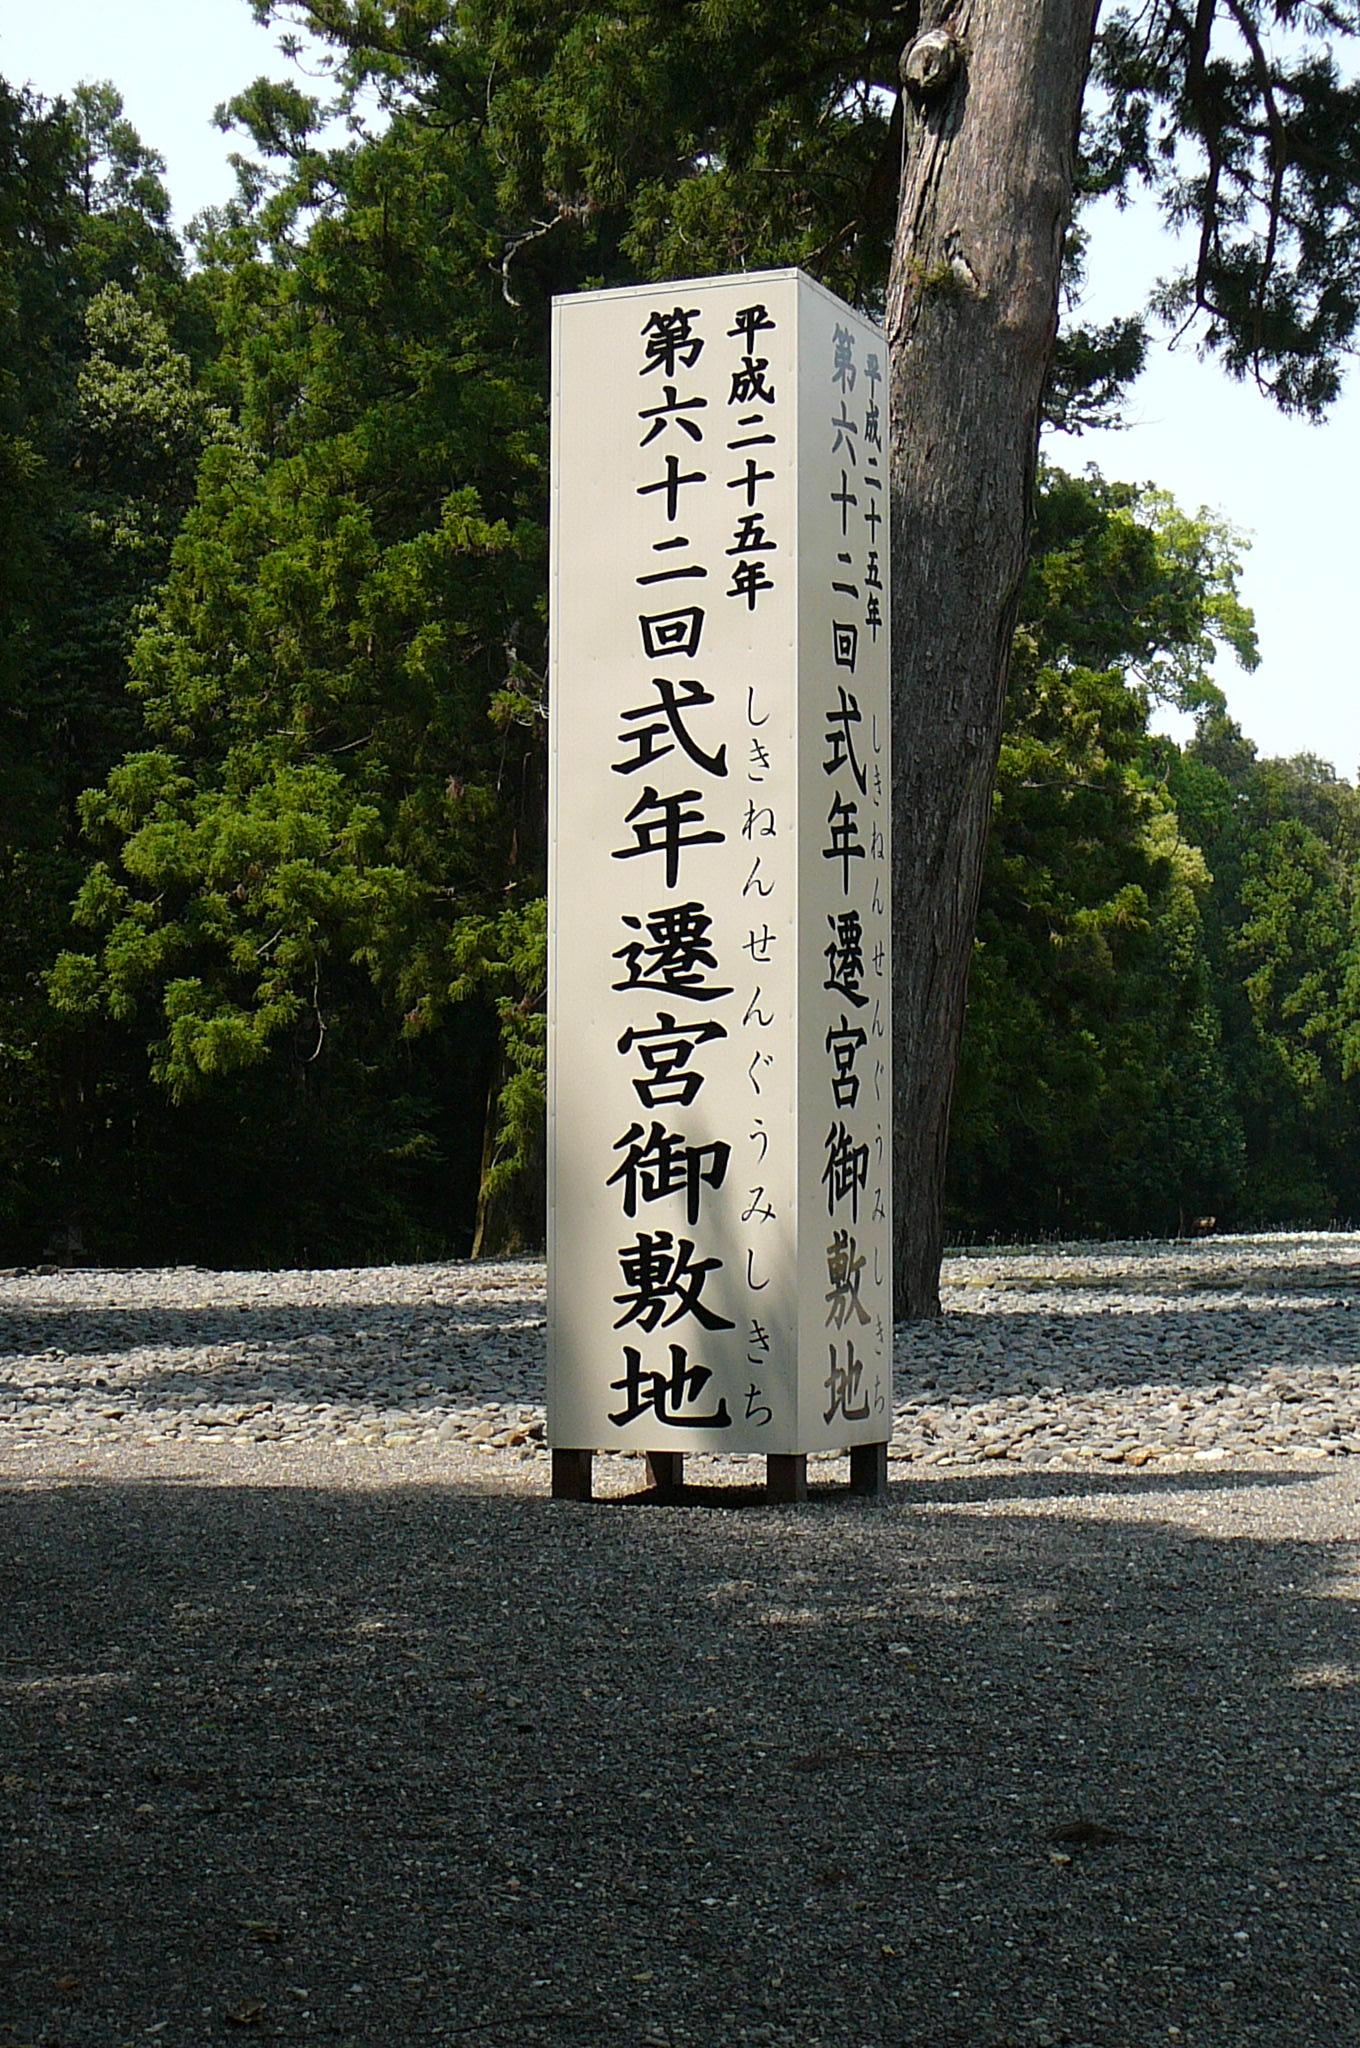 平成二十五年
第六十二回式年遷宮御敷地
しきねんせんぐうみしきち
平成二十五年
第六十二回式年遷宮御敷地
しきねんせんぐうみしきち